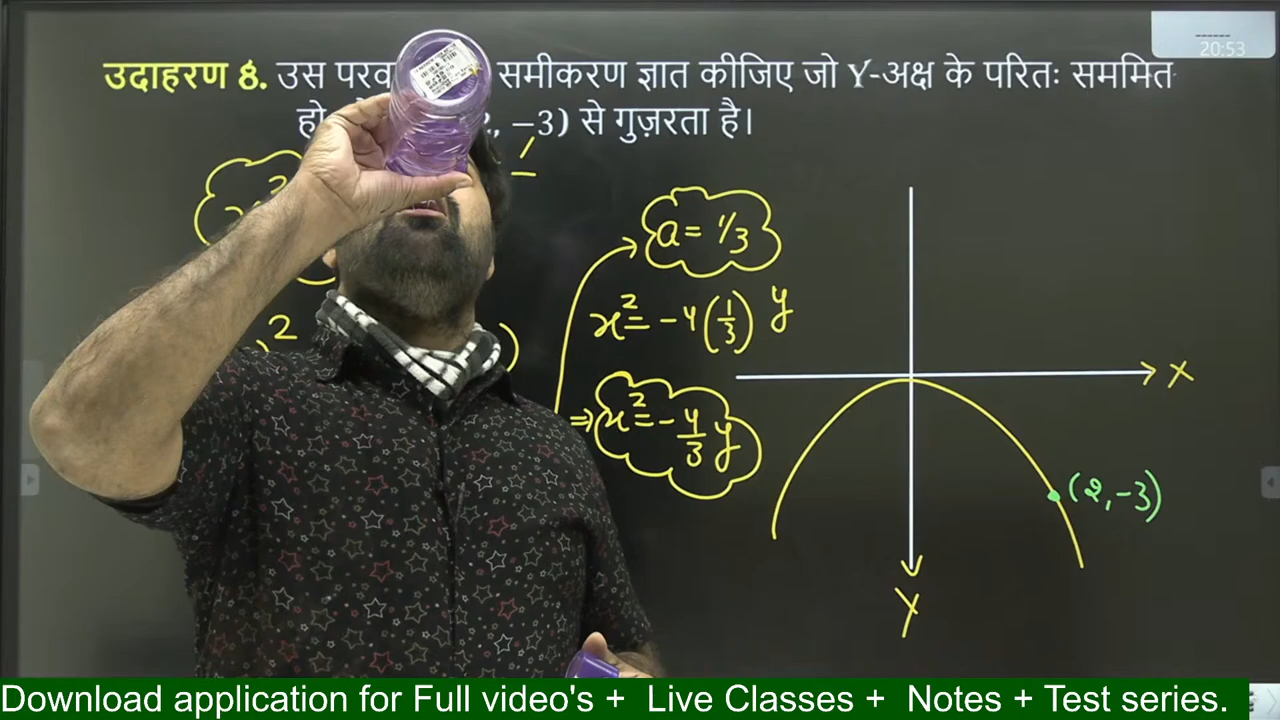 20:53
उदाहरण 8. उस समीकरण ज्ञात कीजिए जो Y-अक्ष के परितः सममित
−3) से गुज़रता है।
a = 1/3
x² = -4(1/3) y
⇒ x² = -4/3 y
X
(2, -3)
Y
Download application for Full video's + Live Classes + Notes + Test series.